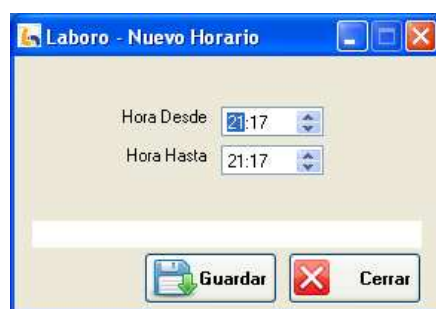 Laboro - Nuevo Horario
Hora Desde 21:17
Hora Hasta 21:17
Guardar Cerrar